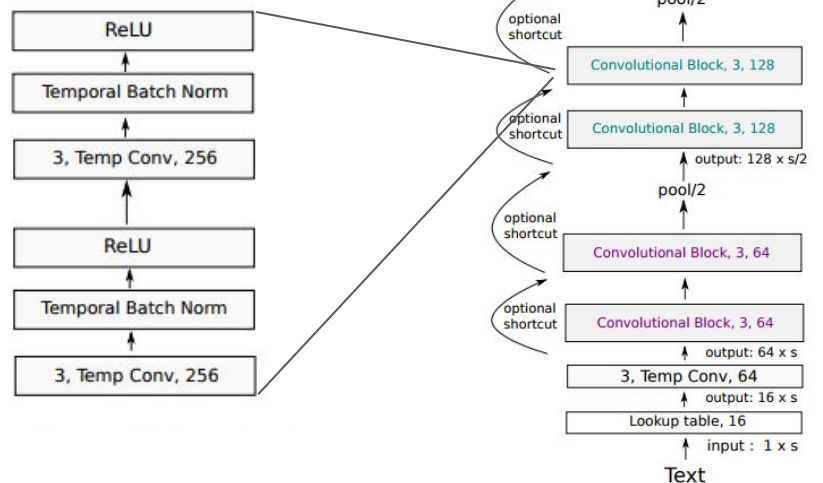 ReLU
Temporal Batch Norm
3, Temp Conv, 256
ReLU
Temporal Batch Norm
3, Temp Conv, 256
pool/2
optional
shortcut
Convolutional Block, 3, 128
optional
shortcut
Convolutional Block, 3, 128
output: 128 x s/2
pool/2
optional
shortcut
Convolutional Block, 3, 64
optional
shortcut
Convolutional Block, 3, 64
output: 64 x s
3, Temp Conv, 64
output: 16 x s
Lookup table, 16
input : 1 x s
Text